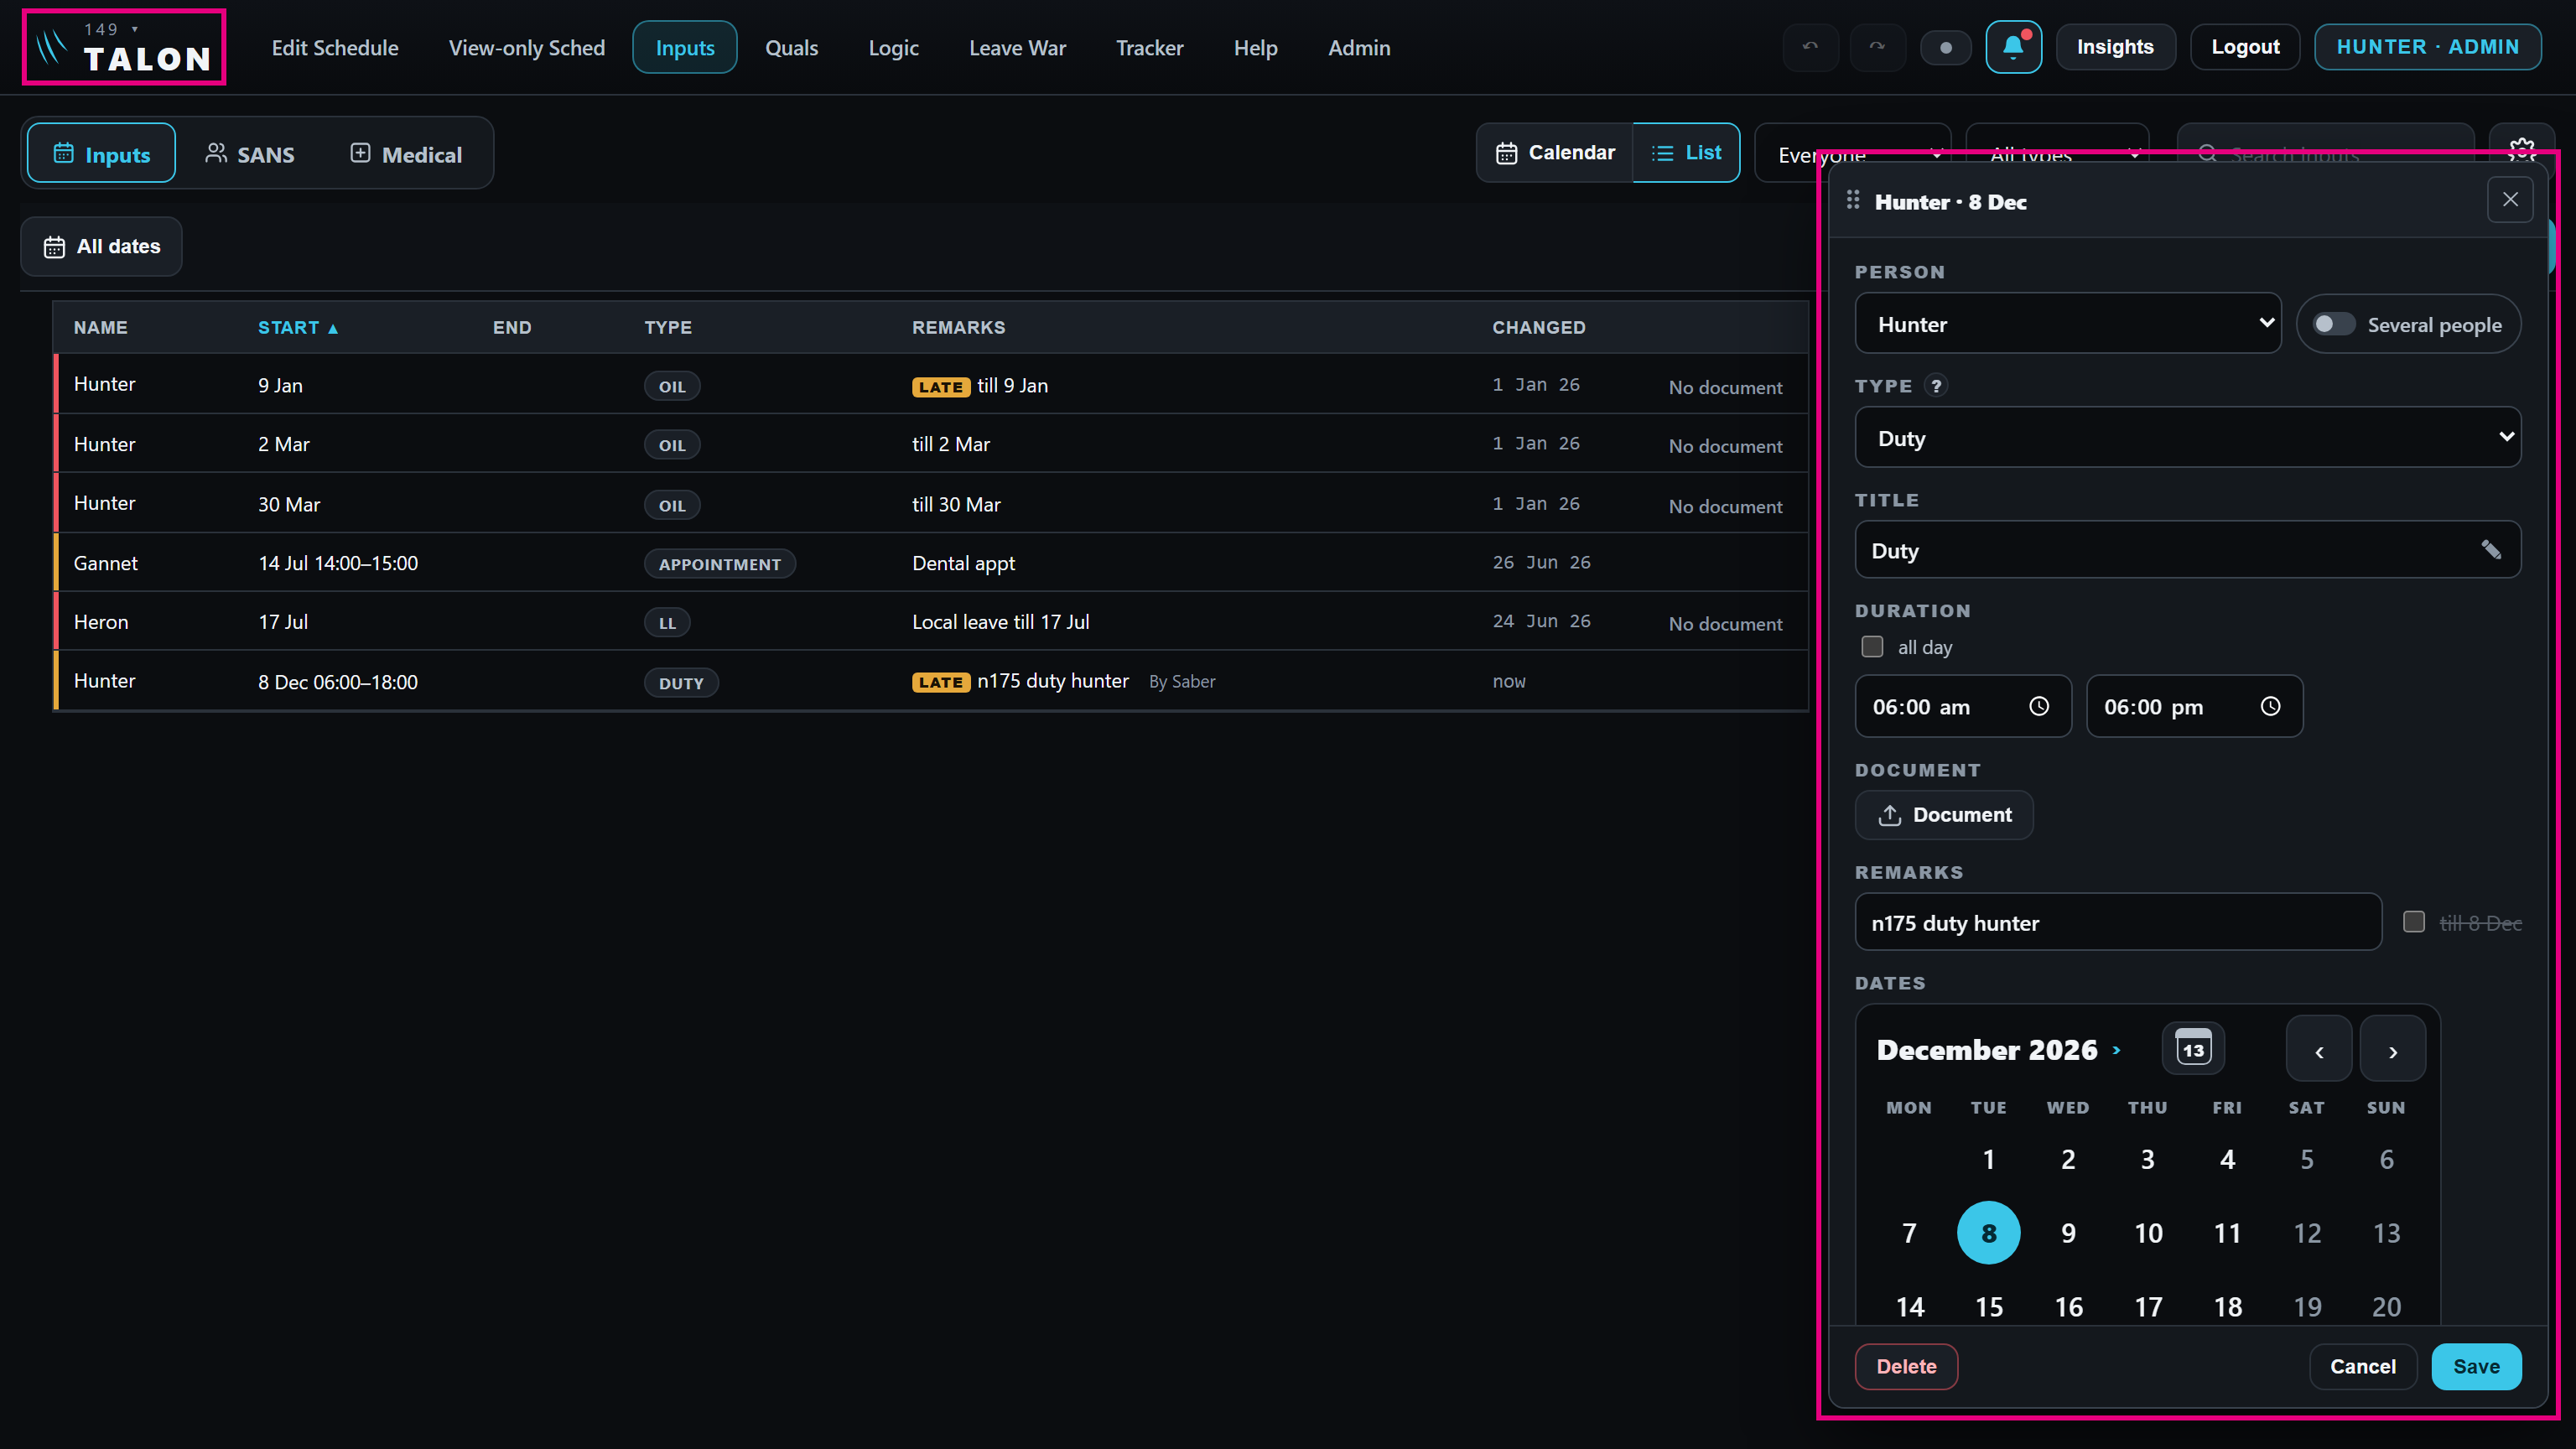 149 ▾
TALON
Edit Schedule
View-only Sched
Inputs
Quals
Logic
Leave War
Tracker
Help
Admin
Insights
Logout
HUNTER · ADMIN
Inputs
SANS
Medical
Calendar
List
Everyone
All types
Search inputs
All dates
NAME START ▲ END TYPE REMARKS CHANGED
Hunter 9 Jan OIL LATE till 9 Jan 1 Jan 26 No document
Hunter 2 Mar OIL till 2 Mar 1 Jan 26 No document
Hunter 30 Mar OIL till 30 Mar 1 Jan 26 No document
Gannet 14 Jul 14:00–15:00 APPOINTMENT Dental appt 26 Jun 26
Heron 17 Jul LL Local leave till 17 Jul 24 Jun 26 No document
Hunter 8 Dec 06:00–18:00 DUTY LATE n175 duty hunter By Saber now
Hunter · 8 Dec
PERSON
Hunter
Several people
TYPE ?
Duty
TITLE
Duty
DURATION
all day
06:00 am
06:00 pm
DOCUMENT
Document
REMARKS
n175 duty hunter
till 8 Dec
DATES
December 2026 ›
13
‹ ›
MON TUE WED THU FRI SAT SUN
1 2 3 4 5 6
7 8 9 10 11 12 13
14 15 16 17 18 19 20
Delete
Cancel
Save